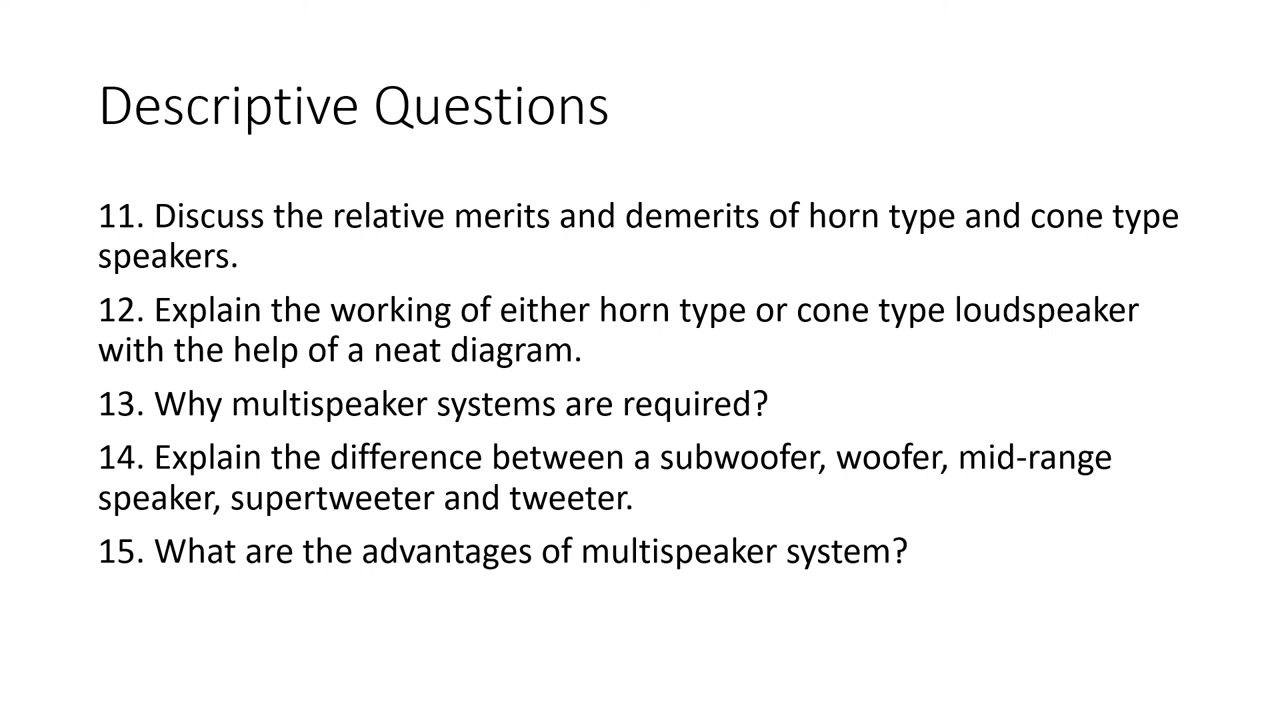 Descriptive Questions
11. Discuss the relative merits and demerits of horn type and cone type
speakers.
12. Explain the working of either horn type or cone type loudspeaker
with the help of a neat diagram.
13. Why multispeaker systems are required?
14. Explain the difference between a subwoofer, woofer, mid-range
speaker, supertweeter and tweeter.
15. What are the advantages of multispeaker system?